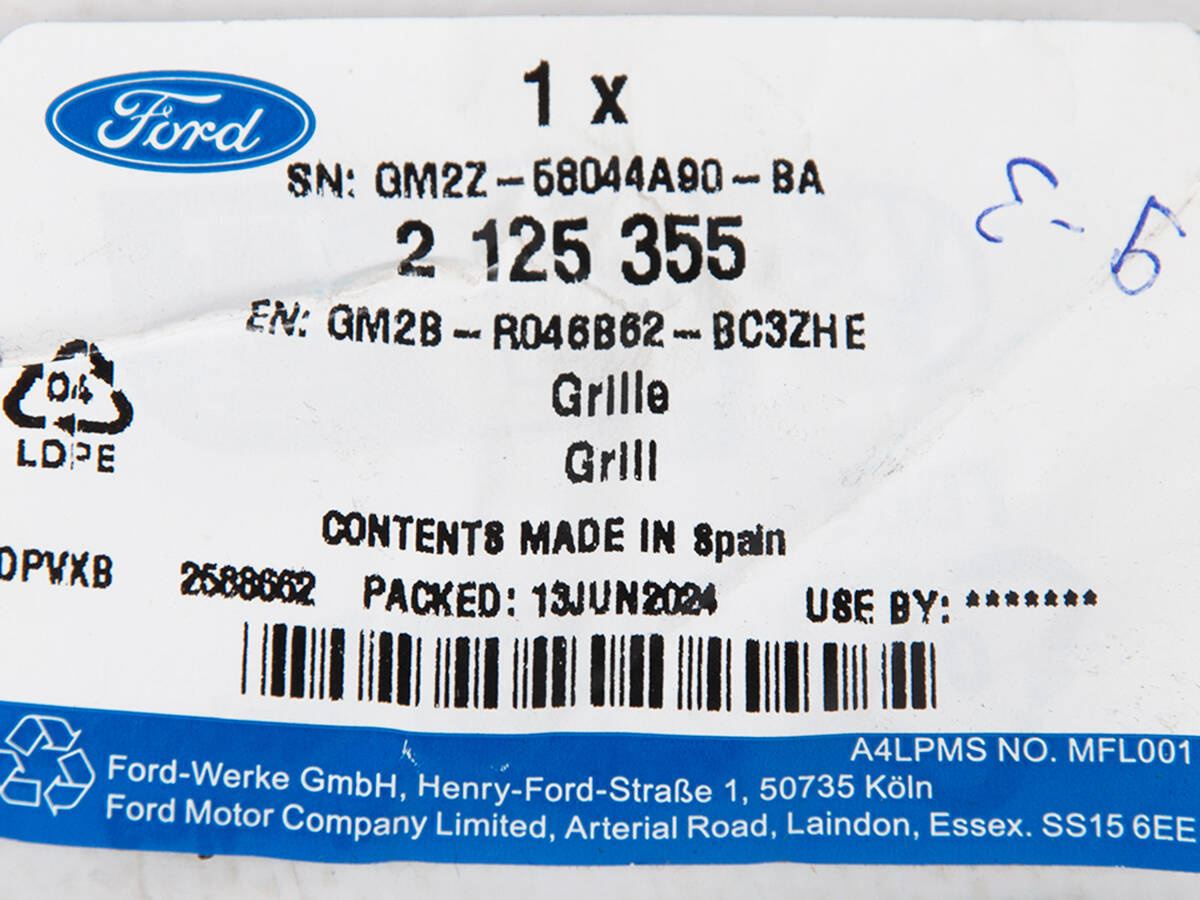 Ford
1 x
SN: GM2Z-58044A90-BA
2 125 355
EN: GM2B-R046B62-BC3ZHE
Grille
Grill
04
LDPE
CONTENTS MADE IN Spain
DPVXB 2588662 PACKED: 13JUN2024 USE BY: *******
A4LPMS NO. MFL001
Ford-Werke GmbH, Henry-Ford-Straße 1, 50735 Köln
Ford Motor Company Limited, Arterial Road, Laindon, Essex. SS15 6EE